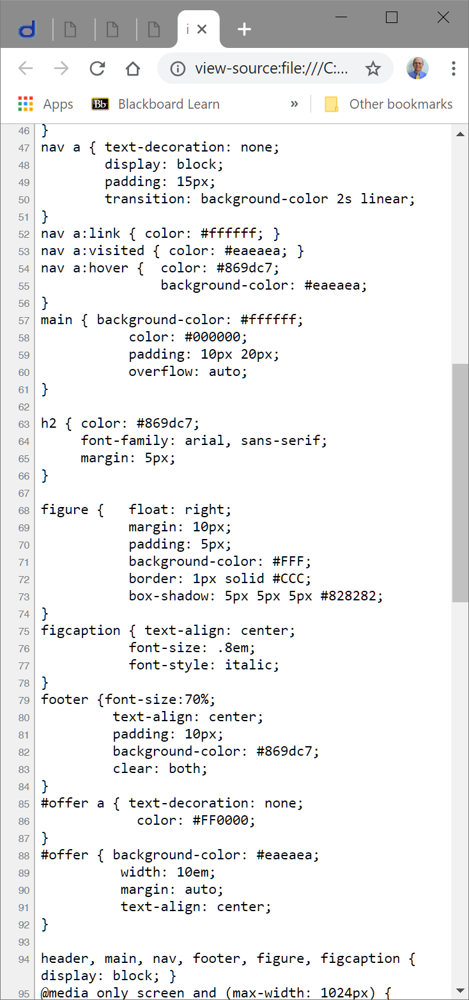 d i
view-source:file:///C:...
Apps Bb Blackboard Learn » Other bookmarks
46 }
47 nav a { text-decoration: none;
48 display: block;
49 padding: 15px;
50 transition: background-color 2s linear;
51 }
52 nav a:link { color: #ffffff; }
53 nav a:visited { color: #eaeaea; }
54 nav a:hover { color: #869dc7;
55 background-color: #eaeaea;
56 }
57 main { background-color: #ffffff;
58 color: #000000;
59 padding: 10px 20px;
60 overflow: auto;
61 }
62
63 h2 { color: #869dc7;
64 font-family: arial, sans-serif;
65 margin: 5px;
66 }
67
68 figure { float: right;
69 margin: 10px;
70 padding: 5px;
71 background-color: #FFF;
72 border: 1px solid #CCC;
73 box-shadow: 5px 5px 5px #828282;
74 }
75 figcaption { text-align: center;
76 font-size: .8em;
77 font-style: italic;
78 }
79 footer {font-size:70%;
80 text-align: center;
81 padding: 10px;
82 background-color: #869dc7;
83 clear: both;
84 }
85 #offer a { text-decoration: none;
86 color: #FF0000;
87 }
88 #offer { background-color: #eaeaea;
89 width: 10em;
90 margin: auto;
91 text-align: center;
92 }
93
94 header, main, nav, footer, figure, figcaption {
display: block; }
95 @media only screen and (max-width: 1024px) {